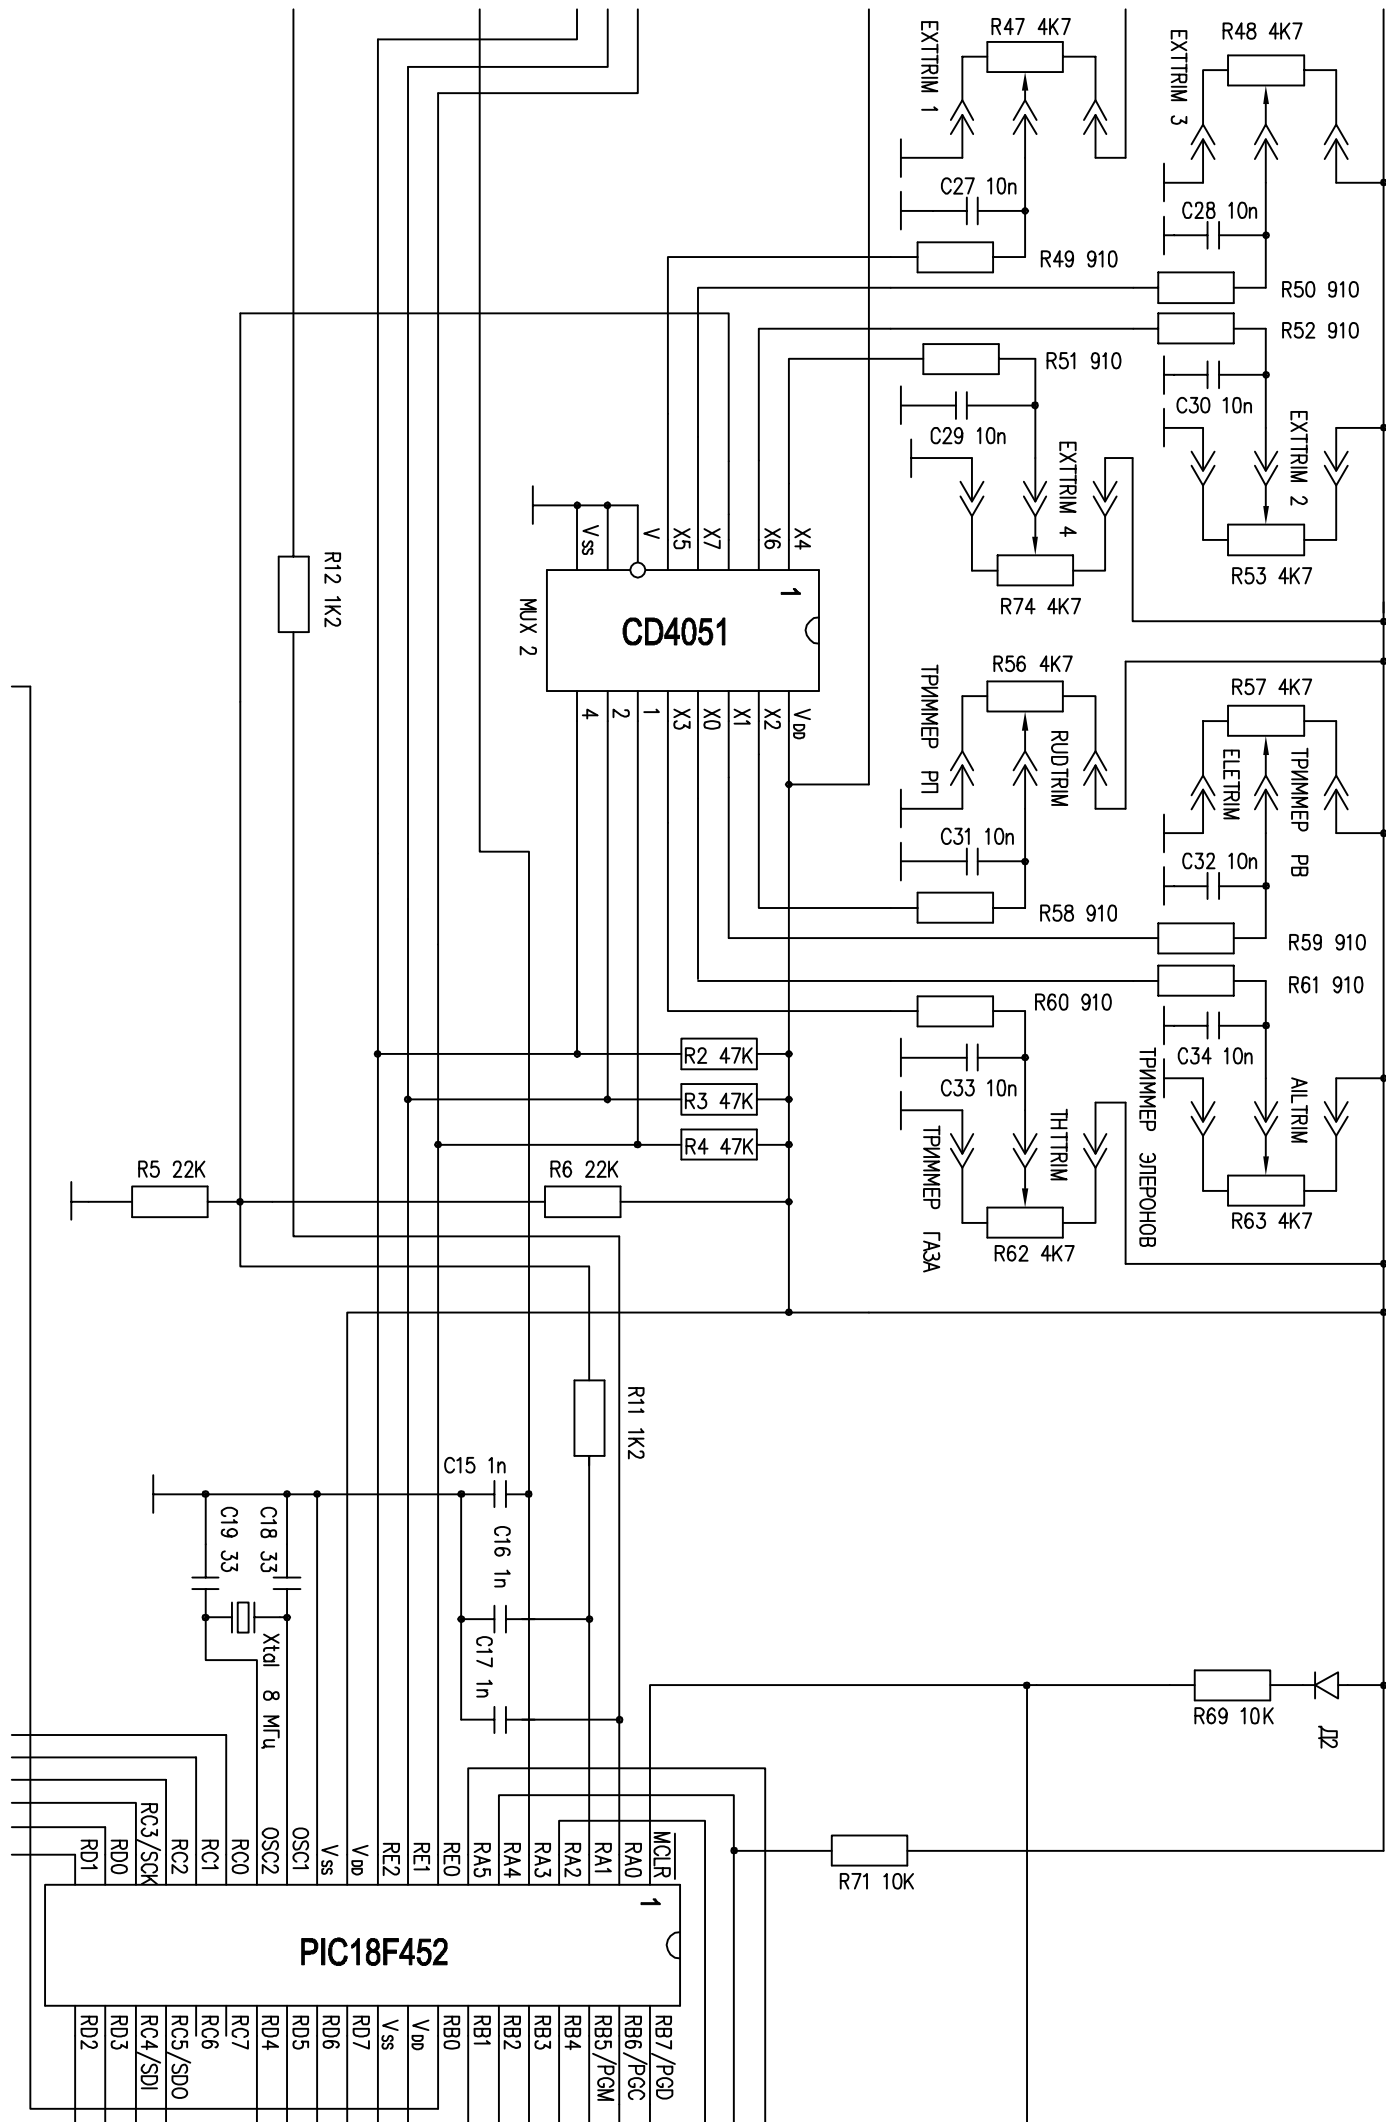 R47 4K7
R48 4K7
EXTTRIM 1
EXTTRIM 3
C27 10n
C28 10n
R49 910
R50 910
R52 910
R51 910
C30 10n
C29 10n
EXTTRIM 4
EXTTRIM 2
R53 4K7
R74 4K7
R12 1K2
Vss
V
X5
X7
X6
X4
MUX 2
CD4051
1
4
2
1
X3
X0
X1
X2
VDD
R56 4K7
R57 4K7
ТРИММЕР РП
RUDTRIM
ELETRIM
ТРИММЕР РВ
C31 10n
C32 10n
R58 910
R59 910
R61 910
R60 910
C34 10n
C33 10n
R2 47K
R3 47K
R4 47K
ТРИММЕР ГАЗА
THTTRIM
ТРИММЕР ЭЛЕРОНОВ
AILTRIM
R5 22K
R6 22K
R63 4K7
R62 4K7
R11 1K2
C15 1n
C19 33
C18 33
C16 1n
C17 1n
Xtal 8 МГц
R69 10K
Д2
R71 10K
RD1
RD0
RC3/SCK
RC2
RC1
RC0
OSC2
OSC1
Vss
VDD
RE2
RE1
RE0
RA5
RA4
RA3
RA2
RA1
RA0
MCLR
1
PIC18F452
RD2
RD3
RC4/SDI
RC5/SDO
RC6
RC7
RD4
RD5
RD6
RD7
Vss
VDD
RB0
RB1
RB2
RB3
RB4
RB5/PGM
RB6/PGC
RB7/PGD